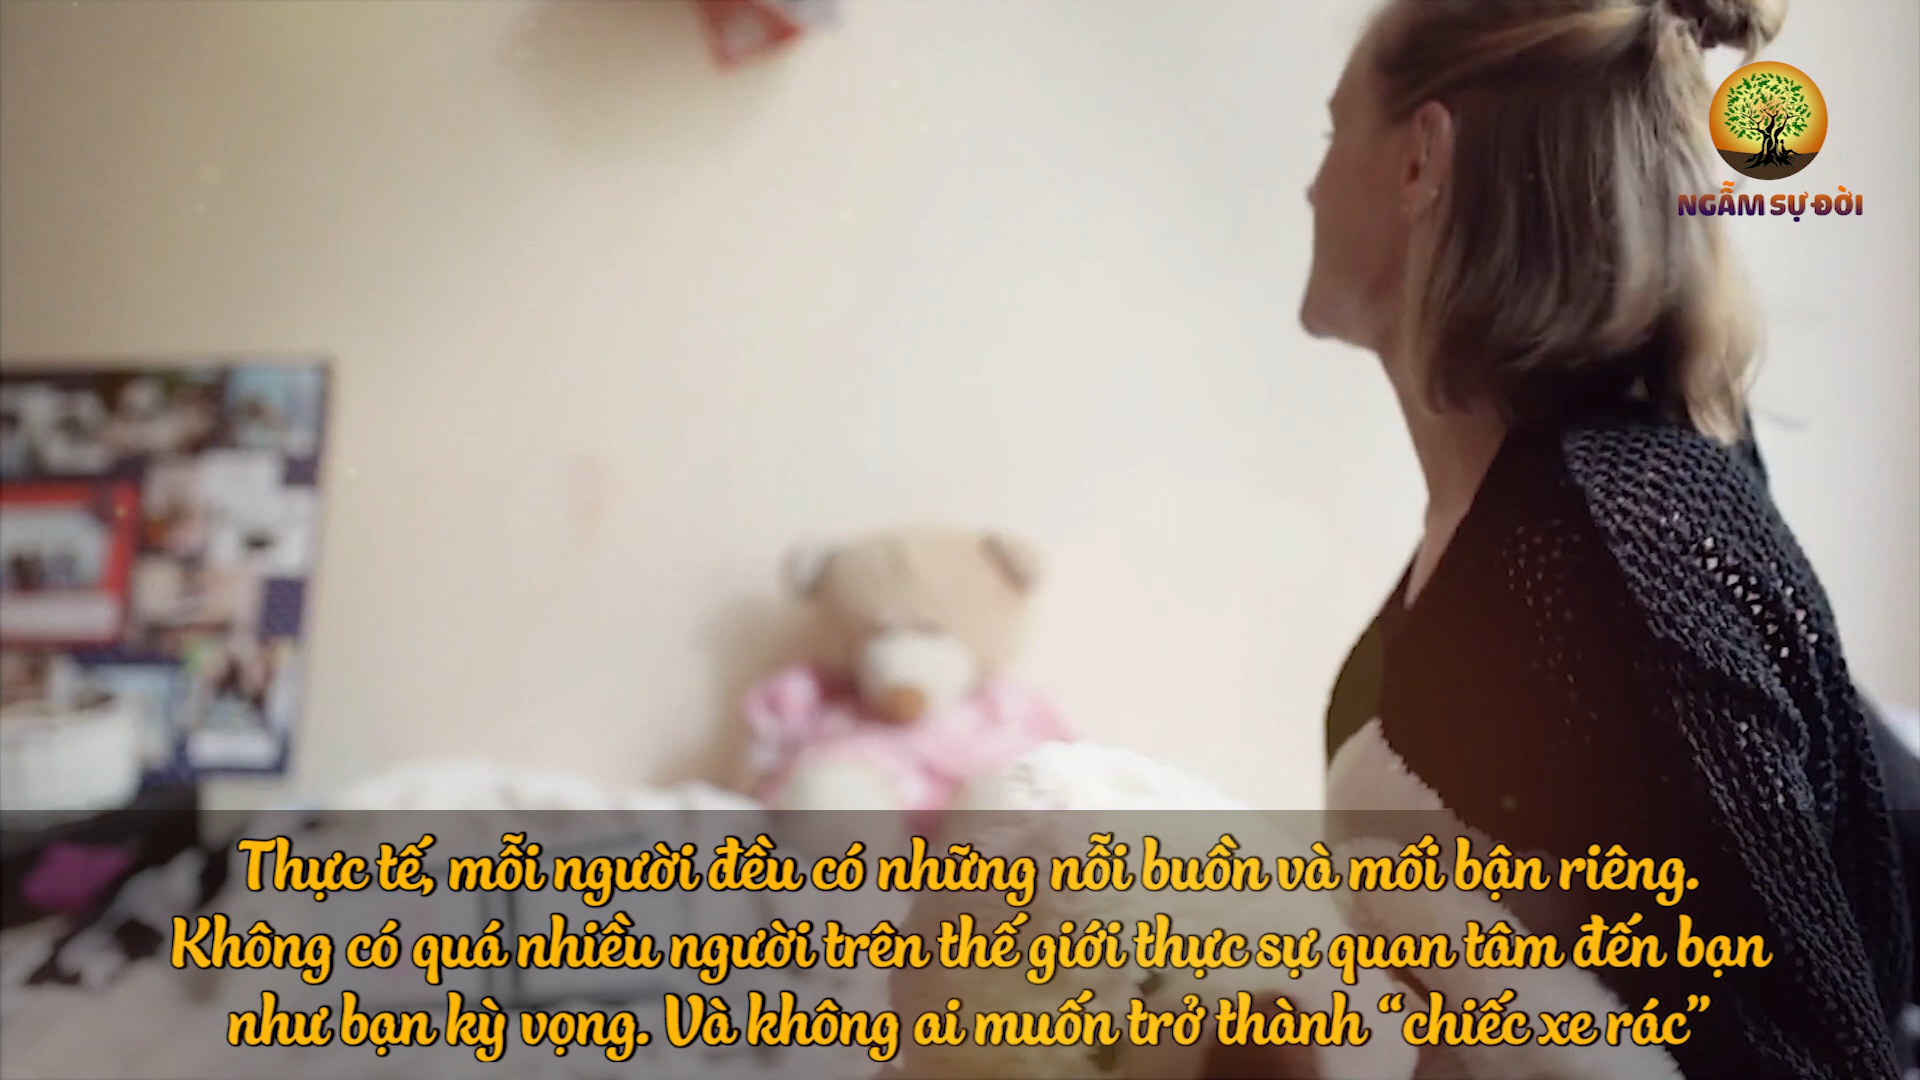 NGẪM SỰ ĐỜI
Thực tế, mỗi người đều có những nỗi buồn và mối bận riêng.
Không có quá nhiều người trên thế giới thực sự quan tâm đến bạn
như bạn kỳ vọng. Và không ai muốn trở thành “chiếc xe rác”